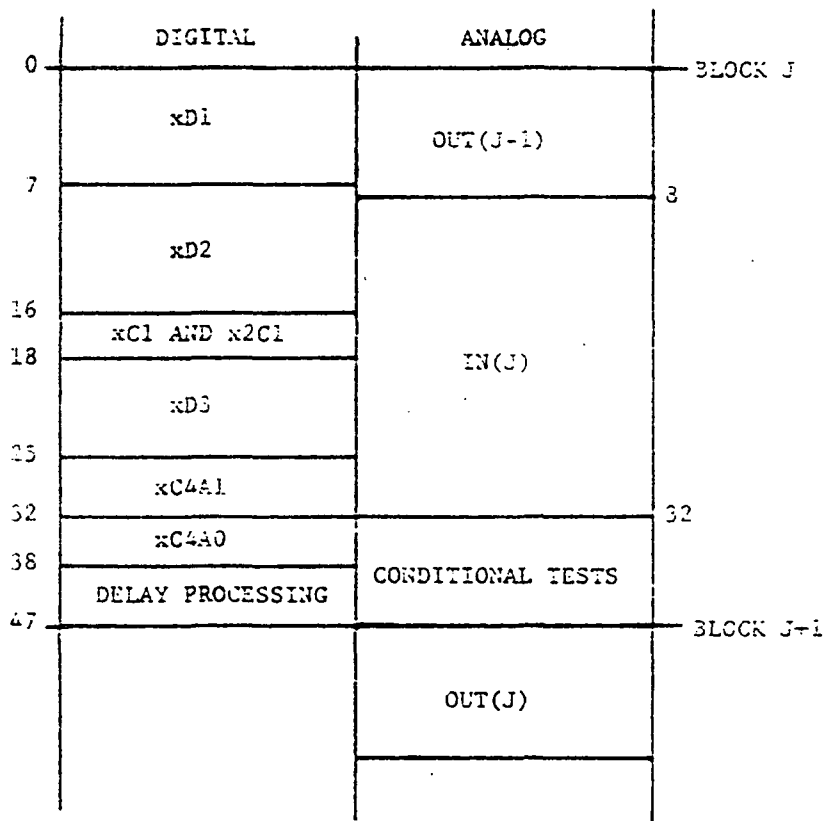 DIGITAL ANALOG
0 BLOCK J
xD1
OUT(J-1)
7 8
xD2
16
xC1 AND x2C1
18 IN(J)
xD3
25
xC4A1
32 32
xC4A0
38 CONDITIONAL TESTS
DELAY PROCESSING
47 BLOCK J+1
OUT(J)